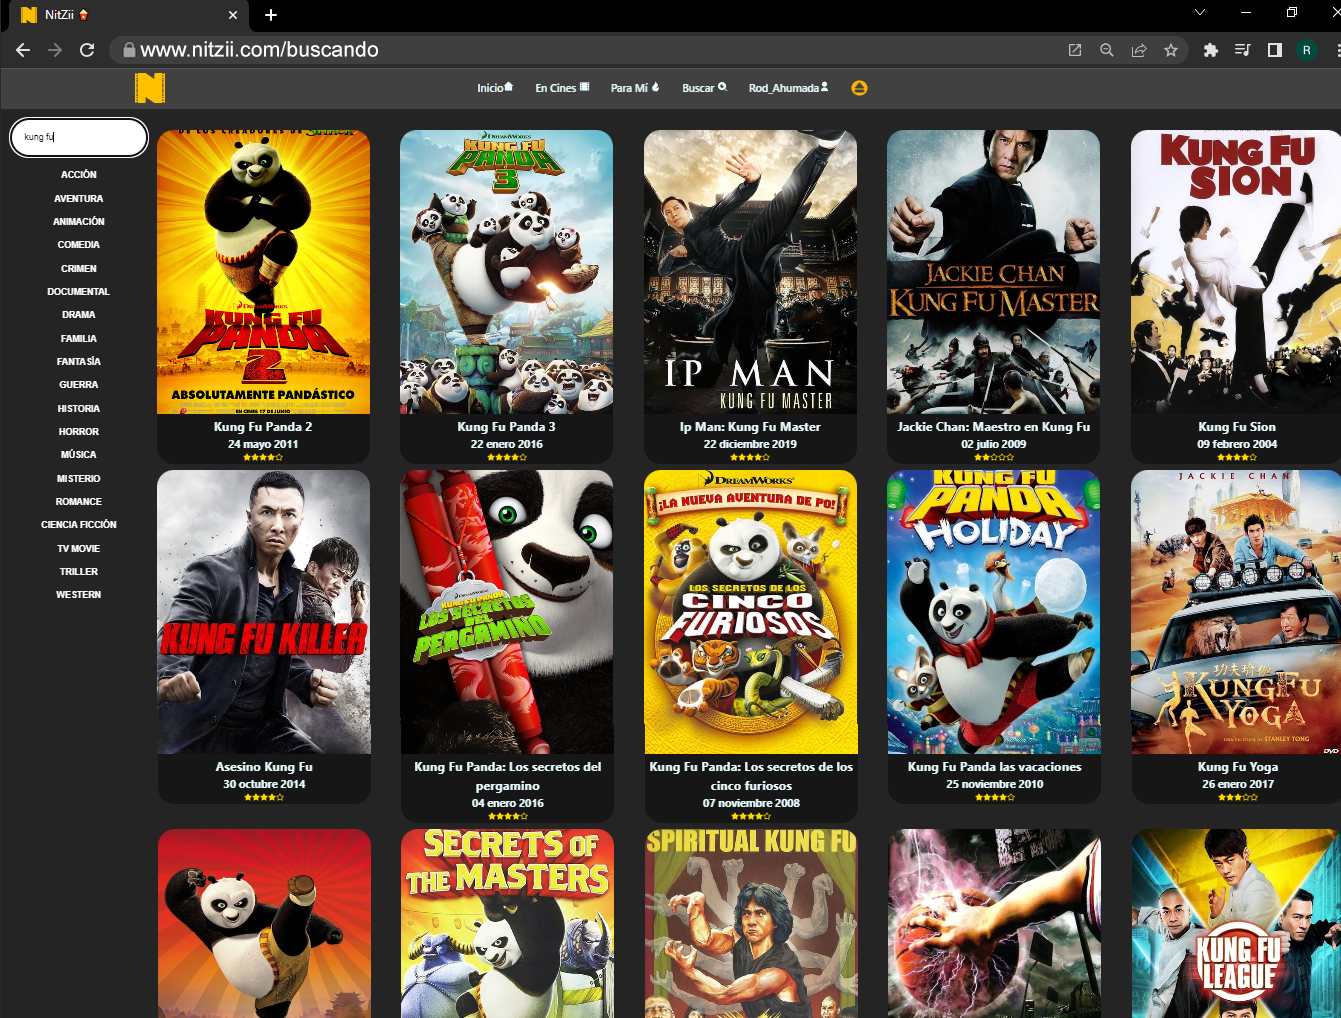 NitZii
www.nitzii.com/buscando
R
Inicio
En Cines
Para Mí
Buscar
Rod_Ahumada
kung fu
ACCIÓN
AVENTURA
ANIMACIÓN
COMEDIA
CRIMEN
DOCUMENTAL
DRAMA
FAMILIA
FANTASÍA
GUERRA
HISTORIA
HORROR
MÚSICA
MISTERIO
ROMANCE
CIENCIA FICCIÓN
TV MOVIE
TRILLER
WESTERN
DE LOS CREADORES DE SHREK
DREAMWORKS
KUNG FU
PANDA
2
ABSOLUTAMENTE PANDÁSTICO
EN CINES 17 DE JUNIO
Kung Fu Panda 2
24 mayo 2011
DREAMWORKS
KUNG FU
PANDA
3
Kung Fu Panda 3
22 enero 2016
IP MAN
KUNG FU MASTER
Ip Man: Kung Fu Master
22 diciembre 2019
JACKIE CHAN
KUNG FU MASTER
Jackie Chan: Maestro en Kung Fu
02 julio 2009
KUNG FU
SION
Kung Fu Sion
09 febrero 2004
KUNG FU KILLER
Asesino Kung Fu
30 octubre 2014
KUNG FU PANDA
LOS SECRETOS
DEL
PERGAMINO
Kung Fu Panda: Los secretos del
pergamino
04 enero 2016
DREAMWORKS
¡LA NUEVA AVENTURA DE PO!
LOS SECRETOS DE LOS
CINCO
FURIOSOS
Kung Fu Panda: Los secretos de los
cinco furiosos
07 noviembre 2008
KUNG FU
PANDA
HOLIDAY
Kung Fu Panda las vacaciones
25 noviembre 2010
JACKIE CHAN
功夫瑜伽
KUNGFU
YOGA
UNA PELÍCULA DE STANLEY TONG
DVD
Kung Fu Yoga
26 enero 2017
SECRETS OF
THE MASTERS
SPIRITUAL KUNG FU
KUNG FU
LEAGUE